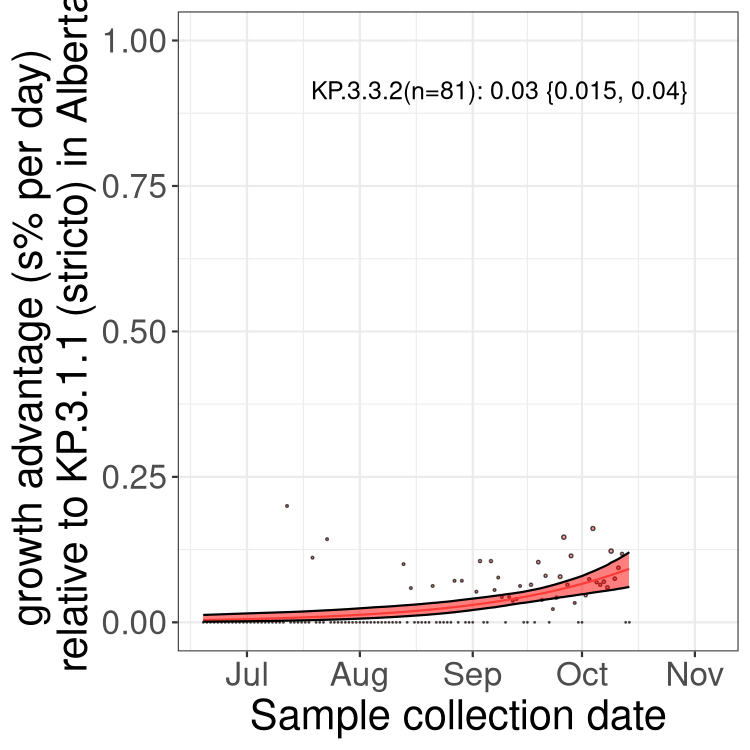 growth advantage (s% per day)
relative to KP.3.1.1 (stricto) in Alberta
1.00
0.75
0.50
0.25
0.00
KP.3.3.2(n=81): 0.03 {0.015, 0.04}
Jul Aug Sep Oct Nov
Sample collection date